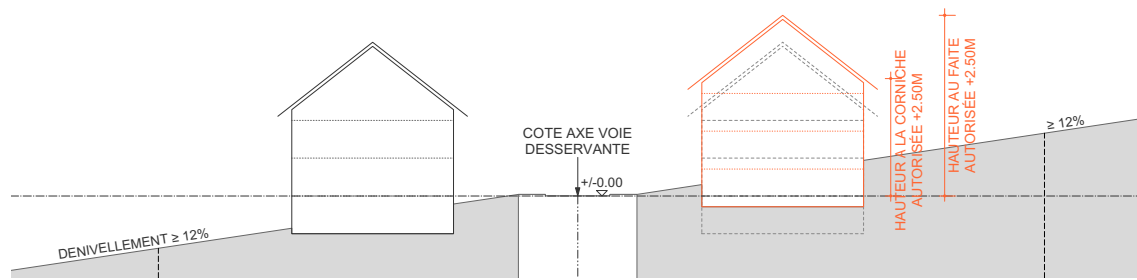 COTE AXE VOIE
DESSERVANTE
+/-0.00
DENIVELLEMENT ≥ 12%
HAUTEUR A LA CORNICHE
AUTORISÉE +2.50M
HAUTEUR AU FAITE
AUTORISÉE +2.50M
≥ 12%